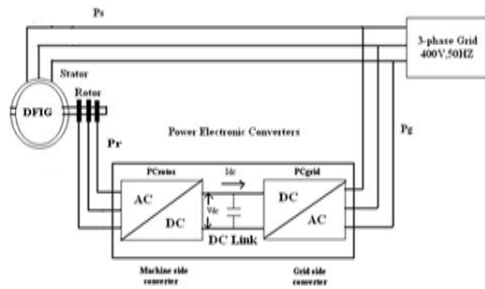 Ps
3-phase Grid
400V,50HZ
Stator
Rotor
DFIG
Pr
Power Electronic Converters
Pg
PCrotor
Idc
PCgrid
AC
DC
Vdc
DC
AC
DC Link
Machine side
converter
Grid side
converter